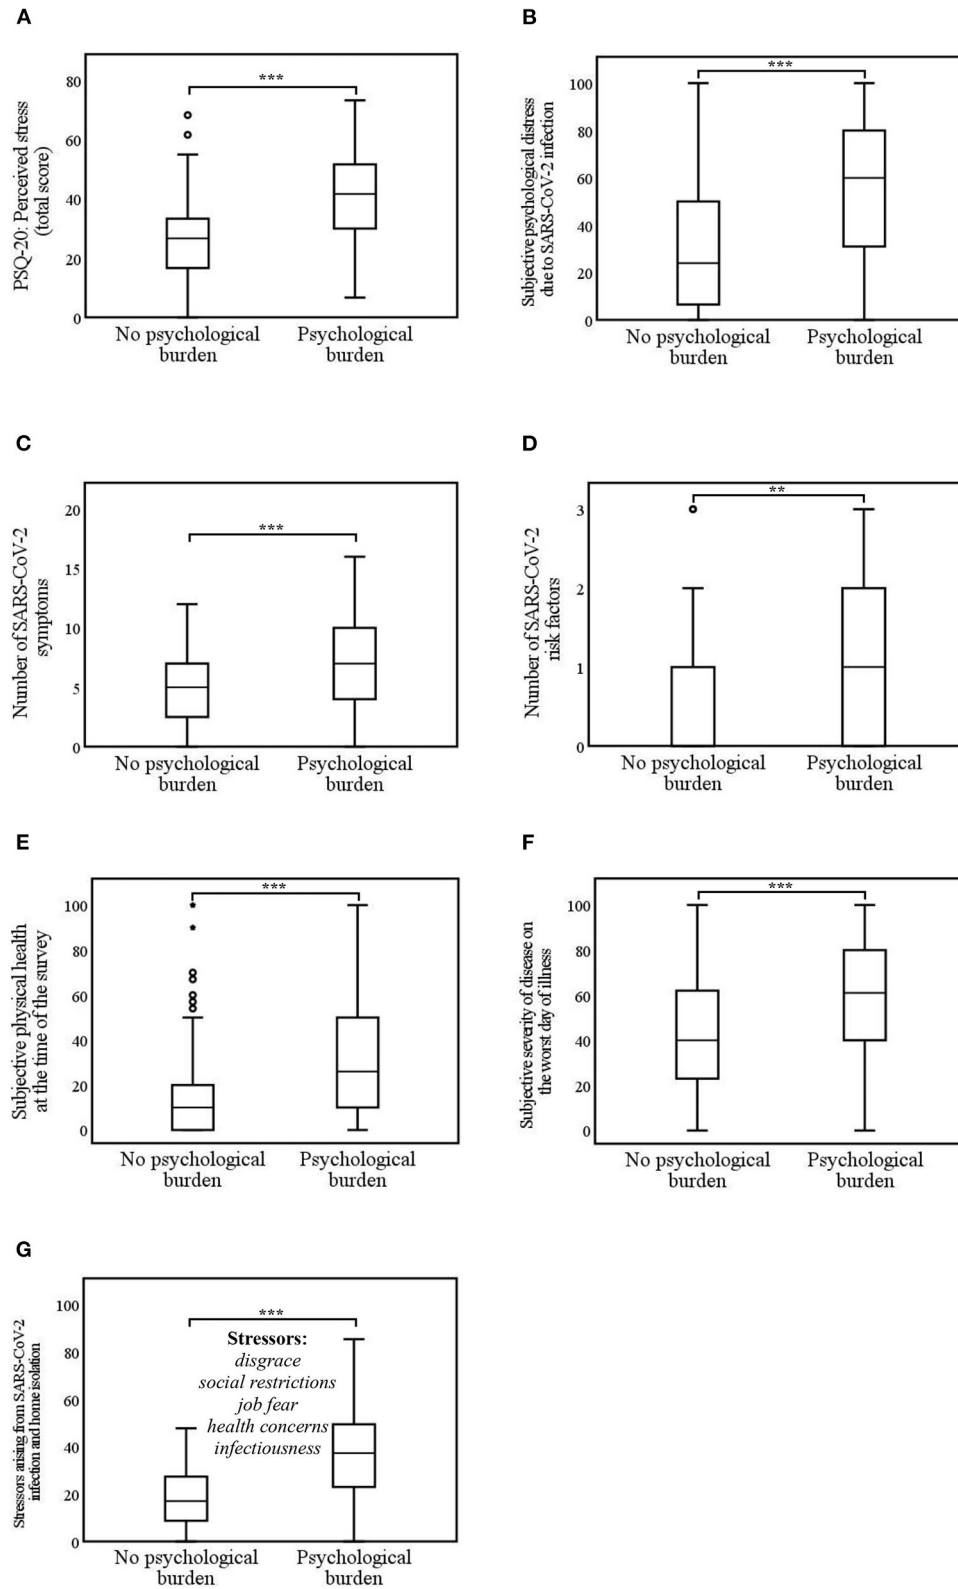 A
PSQ-20: Perceived stress
(total score)
80
60
40
20
0
***
No psychological
burden
Psychological
burden
B
Subjective psychological distress
due to SARS-CoV-2 infection
100
80
60
40
20
0
***
No psychological
burden
Psychological
burden
C
Number of SARS-CoV-2
symptoms
20
15
10
5
0
***
No psychological
burden
Psychological
burden
D
Number of SARS-CoV-2
risk factors
3
2
1
0
**
No psychological
burden
Psychological
burden
E
Subjective physical health
at the time of the survey
100
80
60
40
20
0
***
No psychological
burden
Psychological
burden
F
Subjective severity of disease on
the worst day of illness
100
80
60
40
20
0
***
No psychological
burden
Psychological
burden
G
Stressors arising from SARS-CoV-2
infection and home isolation
100
80
60
40
20
0
***
Stressors:
disgrace
social restrictions
job fear
health concerns
infectiousness
No psychological
burden
Psychological
burden